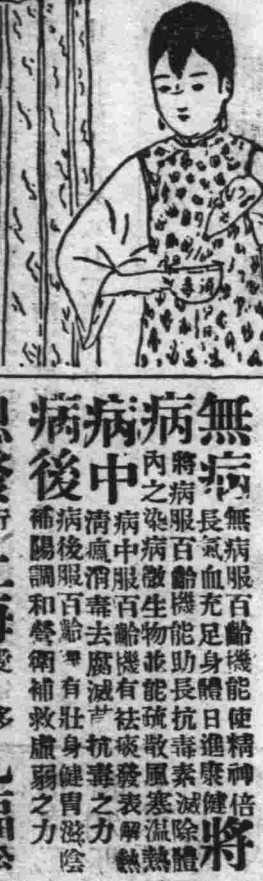 無病
無病服百齡機能使精神倍
長氣血充足身體日進康健
將病
將病服百齡機能助長抗毒素滅除體
內之染病微生物並能疏散風寒濕熱
病中
病中服百齡機有祛痰發表解熱
清瘟消毒去腐滅菌抗毒之力
病後
病後服百齡機有壯身健胃滋陰
補陽調和營衛補救虛弱之力